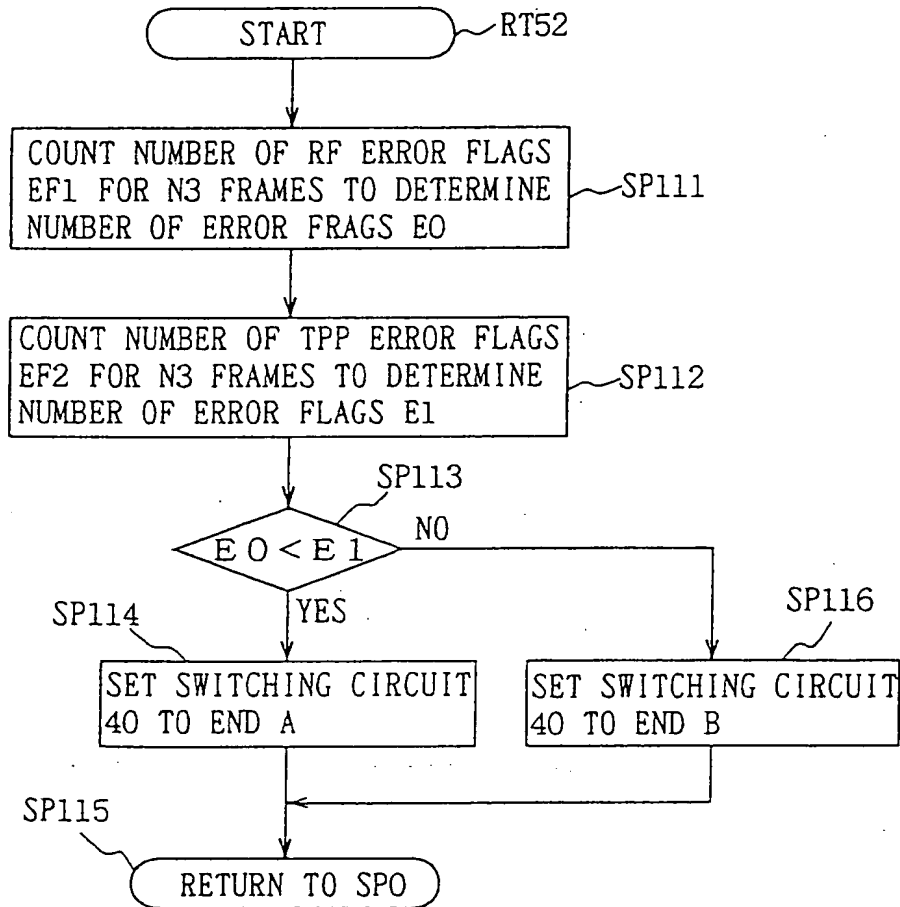 START
RT52
COUNT NUMBER OF RF ERROR FLAGS
EF1 FOR N3 FRAMES TO DETERMINE
NUMBER OF ERROR FRAGS E0
SP111
COUNT NUMBER OF TPP ERROR FLAGS
EF2 FOR N3 FRAMES TO DETERMINE
NUMBER OF ERROR FLAGS E1
SP112
SP113
E0<E1
NO
YES
SP114
SET SWITCHING CIRCUIT
40 TO END A
SP116
SET SWITCHING CIRCUIT
40 TO END B
SP115
RETURN TO SP0